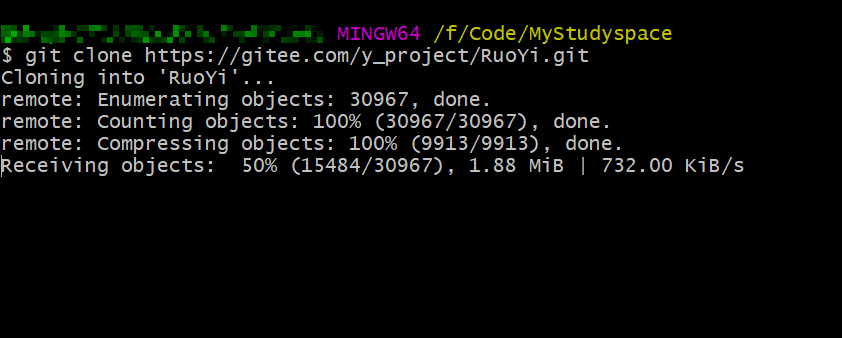 MINGW64 /f/Code/MyStudyspace
$ git clone https://gitee.com/y_project/RuoYi.git
Cloning into 'RuoYi'...
remote: Enumerating objects: 30967, done.
remote: Counting objects: 100% (30967/30967), done.
remote: Compressing objects: 100% (9913/9913), done.
Receiving objects:  50% (15484/30967), 1.88 MiB | 732.00 KiB/s